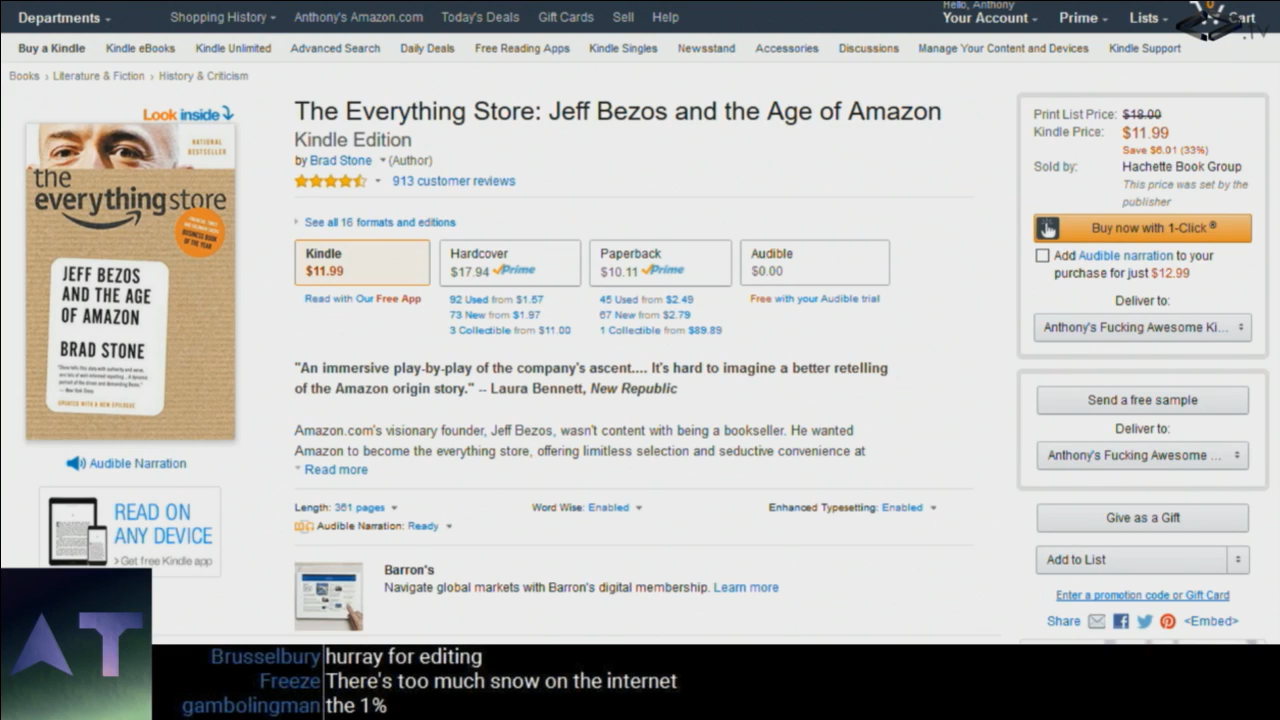 Departments
Shopping History
Anthony's Amazon.com
Today's Deals
Gift Cards
Sell
Help
Hello, Anthony
Your Account
Prime
Lists
Cart
Buy a Kindle
Kindle eBooks
Kindle Unlimited
Advanced Search
Daily Deals
Free Reading Apps
Kindle Singles
Newsstand
Accessories
Discussions
Manage Your Content and Devices
Kindle Support
Books › Literature & Fiction › History & Criticism
Look inside
NATIONAL
BESTSELLER
the
everything store
BUSINESS BOOK
OF THE YEAR
JEFF BEZOS
AND THE AGE
OF AMAZON
BRAD STONE
UPDATED WITH A NEW EPILOGUE
Audible Narration
READ ON
ANY DEVICE
› Get free Kindle app
The Everything Store: Jeff Bezos and the Age of Amazon
Kindle Edition
by Brad Stone (Author)
913 customer reviews
See all 16 formats and editions
Kindle
$11.99
Read with Our Free App
Hardcover
$17.94 Prime
92 Used from $1.57
73 New from $1.97
3 Collectible from $11.00
Paperback
$10.11 Prime
45 Used from $2.49
67 New from $2.79
1 Collectible from $89.89
Audible
$0.00
Free with your Audible trial
"An immersive play-by-play of the company's ascent.... It's hard to imagine a better retelling
of the Amazon origin story." -- Laura Bennett, New Republic
Amazon.com's visionary founder, Jeff Bezos, wasn't content with being a bookseller. He wanted
Amazon to become the everything store, offering limitless selection and seductive convenience at
Read more
Length: 361 pages
Word Wise: Enabled
Enhanced Typesetting: Enabled
Audible Narration: Ready
Barron's
Navigate global markets with Barron's digital membership. Learn more
Print List Price: $18.00
Kindle Price: $11.99
Save $6.01 (33%)
Sold by: Hachette Book Group
This price was set by the
publisher
Buy now with 1-Click®
Add Audible narration to your
purchase for just $12.99
Deliver to:
Anthony's Fucking Awesome Ki...
Send a free sample
Deliver to:
Anthony's Fucking Awesome ...
Give as a Gift
Add to List
Enter a promotion code or Gift Card
Share <Embed>
AT
Brusselbury hurray for editing
Freeze There's too much snow on the internet
gambolingman the 1%